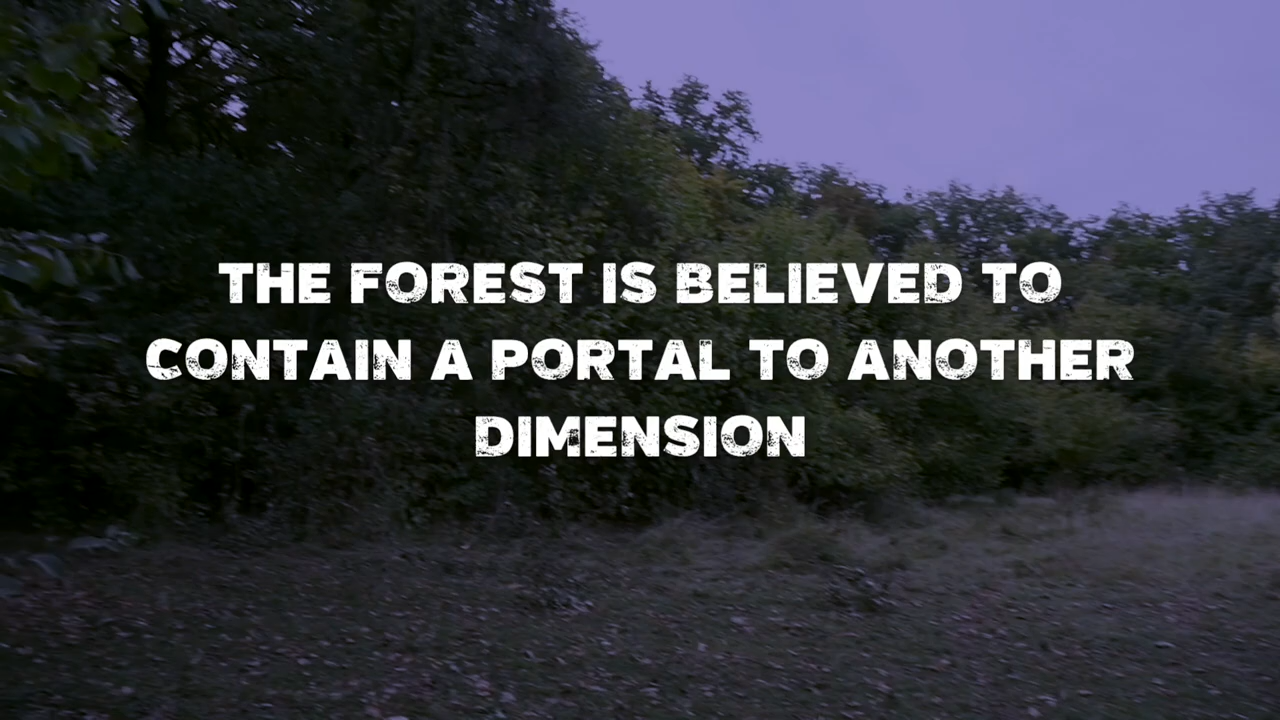 THE FOREST IS BELIEVED TO
CONTAIN A PORTAL TO ANOTHER
DIMENSION